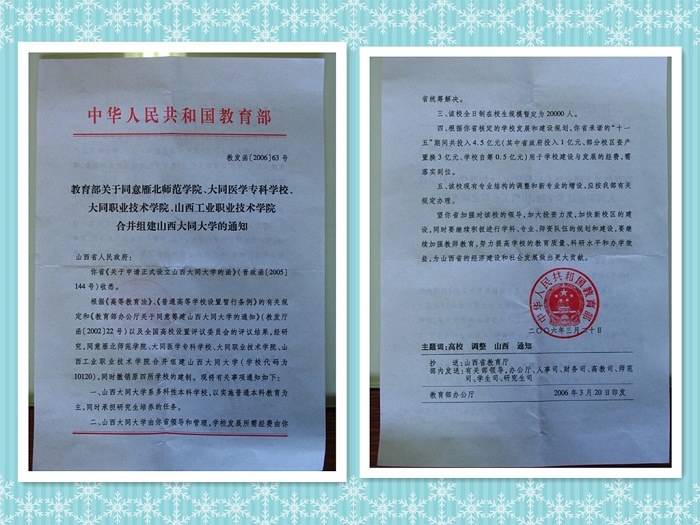 中华人民共和国教育部
教发函[2006]63号
教育部关于同意雁北师范学院、大同医学专科学校、
大同职业技术学院、山西工业职业技术学院
合并组建山西大同大学的通知
山西省人民政府：
你省《关于申请正式设立山西大同大学的函》(晋政函[2005]
144号)收悉。
根据《高等教育法》、《普通高等学校设置暂行条例》的有关规
定和《教育部办公厅关于同意筹建山西大同大学的通知》(教发厅
函[2002]22号)以及全国高校设置评议委员会的评议结果，经研
究，同意雁北师范学院、大同医学专科学校、大同职业技术学院、山
西工业职业技术学院合并组建山西大同大学(学校代码为
10120)，同时撤销原四所学校的建制。现将有关事项通知如下：
一、山西大同大学系多科性本科学校，以实施普通本科教育为
主，同时承担研究生培养的任务。
二、山西大同大学由你省领导和管理，学校发展所需经费由你
省统筹解决。
三、该校全日制在校生规模暂定为20000人。
四、根据你省核定的学校发展和建设规划，你省承诺的“十一
五”期间共投入4.5亿元(其中省政府投入1亿元、部分校区资产
置换3亿元、学校自筹0.5亿元)用于学校建设与发展的经费，需
落实到位。
五、该校现有专业结构的调整和新专业的增设，应按我部有关
规定办理。
望你省加强对该校的领导，加大投资力度，加快新校区的建
设，同时要继续积极进行学科、专业、师资队伍的规划和建设，要继
续加强教师教育，努力提高学校的教育质量、科研水平和办学效
益，为山西省的经济建设和社会发展做出更大贡献。
中华人民共和国教育部
二〇〇六年三月二十日
主题词：高校 调整 山西 通知
抄 送：山西省教育厅
部内发送：有关部领导，办公厅、人事司、财务司、高教司、师范
司、学生司、研究生司
教育部办公厅 2006年3月20日印发